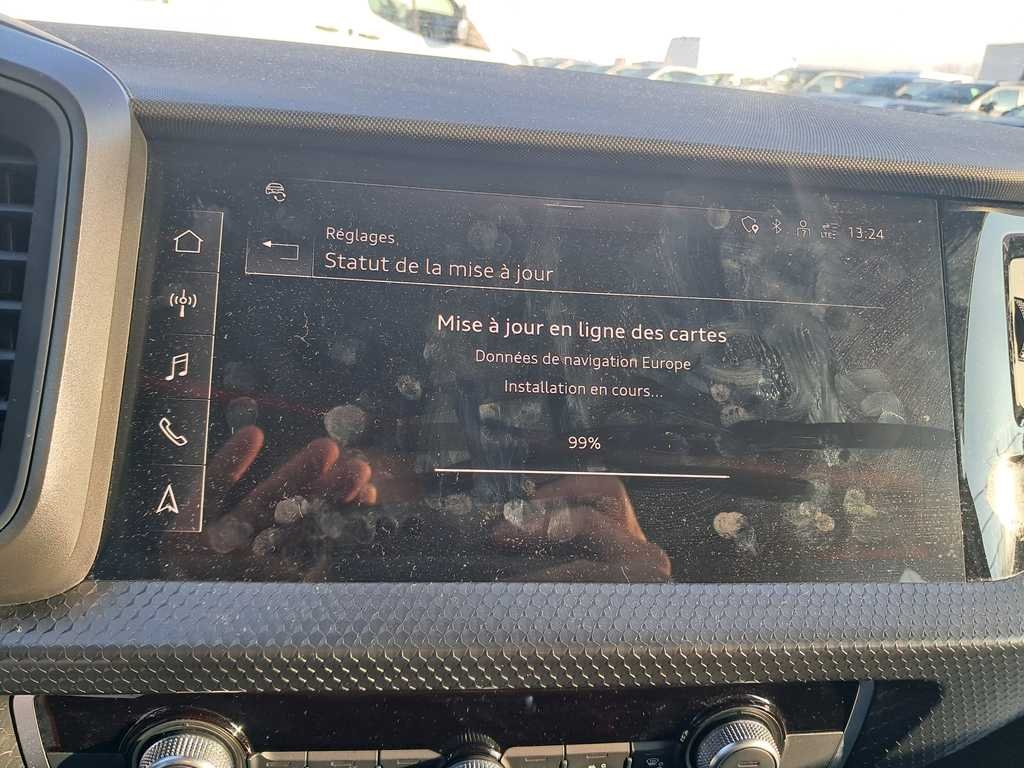 Réglages
Statut de la mise à jour
LTE
13:24
Mise à jour en ligne des cartes
Données de navigation Europe
Installation en cours...
99%